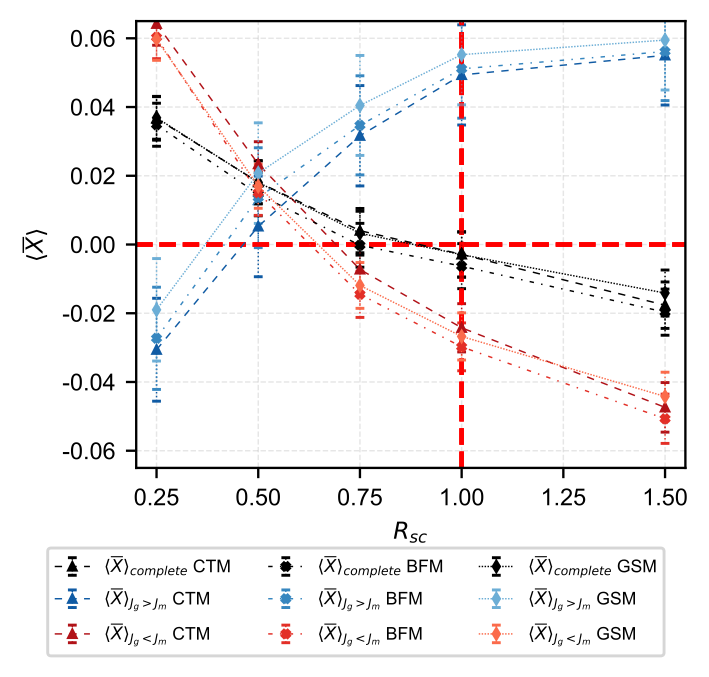 0.06
0.04
0.02
0.00
-0.02
-0.04
-0.06
⟨X̅⟩
0.25 0.50 0.75 1.00 1.25 1.50
R_SC
⟨X̅⟩_complete CTM ⟨X̅⟩_complete BFM ⟨X̅⟩_complete GSM
⟨X̅⟩_{J_g>J_m} CTM ⟨X̅⟩_{J_g>J_m} BFM ⟨X̅⟩_{J_g>J_m} GSM
⟨X̅⟩_{J_g<J_m} CTM ⟨X̅⟩_{J_g<J_m} BFM ⟨X̅⟩_{J_g<J_m} GSM